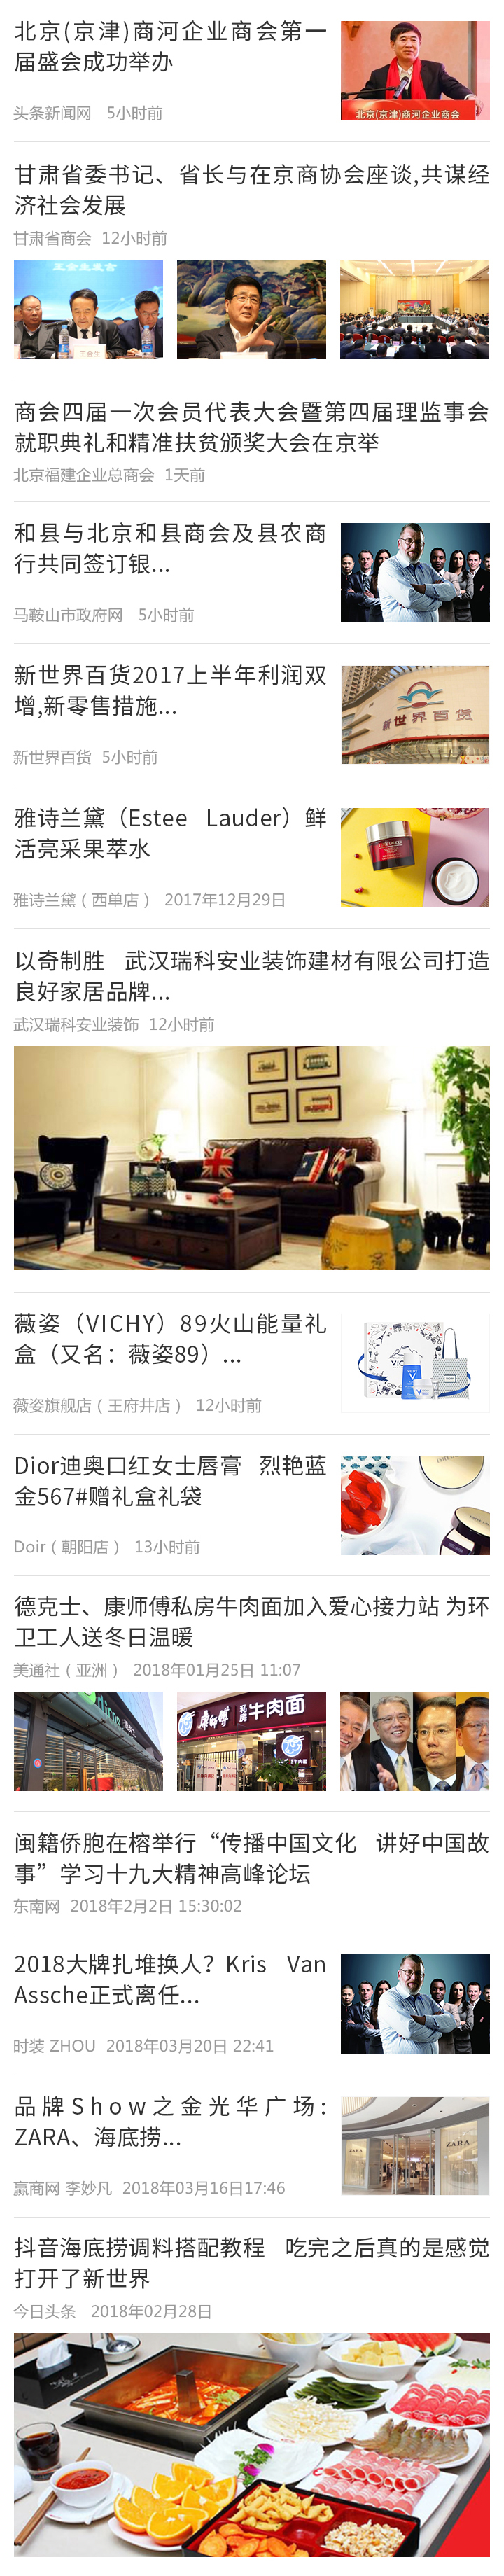 北京(京津)商河企业商会第一
届盛会成功举办
北京(京津)商河企业商会
头条新闻网 5小时前
甘肃省委书记、省长与在京商协会座谈,共谋经
济社会发展
甘肃省商会 12小时前
王金兰
商会四届一次会员代表大会暨第四届理监事会
就职典礼和精准扶贫颁奖大会在京举
北京福建企业总商会 1天前
和县与北京和县商会及县农商
行共同签订银...
马鞍山市政府网 5小时前
新世界百货2017上半年利润双
增,新零售措施...
新世界百货
新世界百货 5小时前
雅诗兰黛（Estee Lauder）鲜
活亮采果萃水
雅诗兰黛（西单店） 2017年12月29日
以奇制胜 武汉瑞科安业装饰建材有限公司打造
良好家居品牌...
武汉瑞科安业装饰 12小时前
薇姿（VICHY）89火山能量礼
盒（又名：薇姿89）...
VICHY
薇姿旗舰店（王府井店） 12小时前
Dior迪奥口红女士唇膏 烈艳蓝
金567#赠礼盒礼袋
Doir（朝阳店） 13小时前
德克士、康师傅私房牛肉面加入爱心接力站 为环
卫工人送冬日温暖
美通社（亚洲） 2018年01月25日 11:07
dicos
康师傅 私房 牛肉面
闽籍侨胞在榕举行“传播中国文化 讲好中国故
事”学习十九大精神高峰论坛
东南网 2018年2月2日 15:30:02
2018大牌扎堆换人？Kris Van
Assche正式离任...
时装 ZHOU 2018年03月20日 22:41
品牌Show之金光华广场:
ZARA、海底捞...
ZARA
ZARA
赢商网 李妙凡 2018年03月16日17:46
抖音海底捞调料搭配教程 吃完之后真的是感觉
打开了新世界
今日头条 2018年02月28日